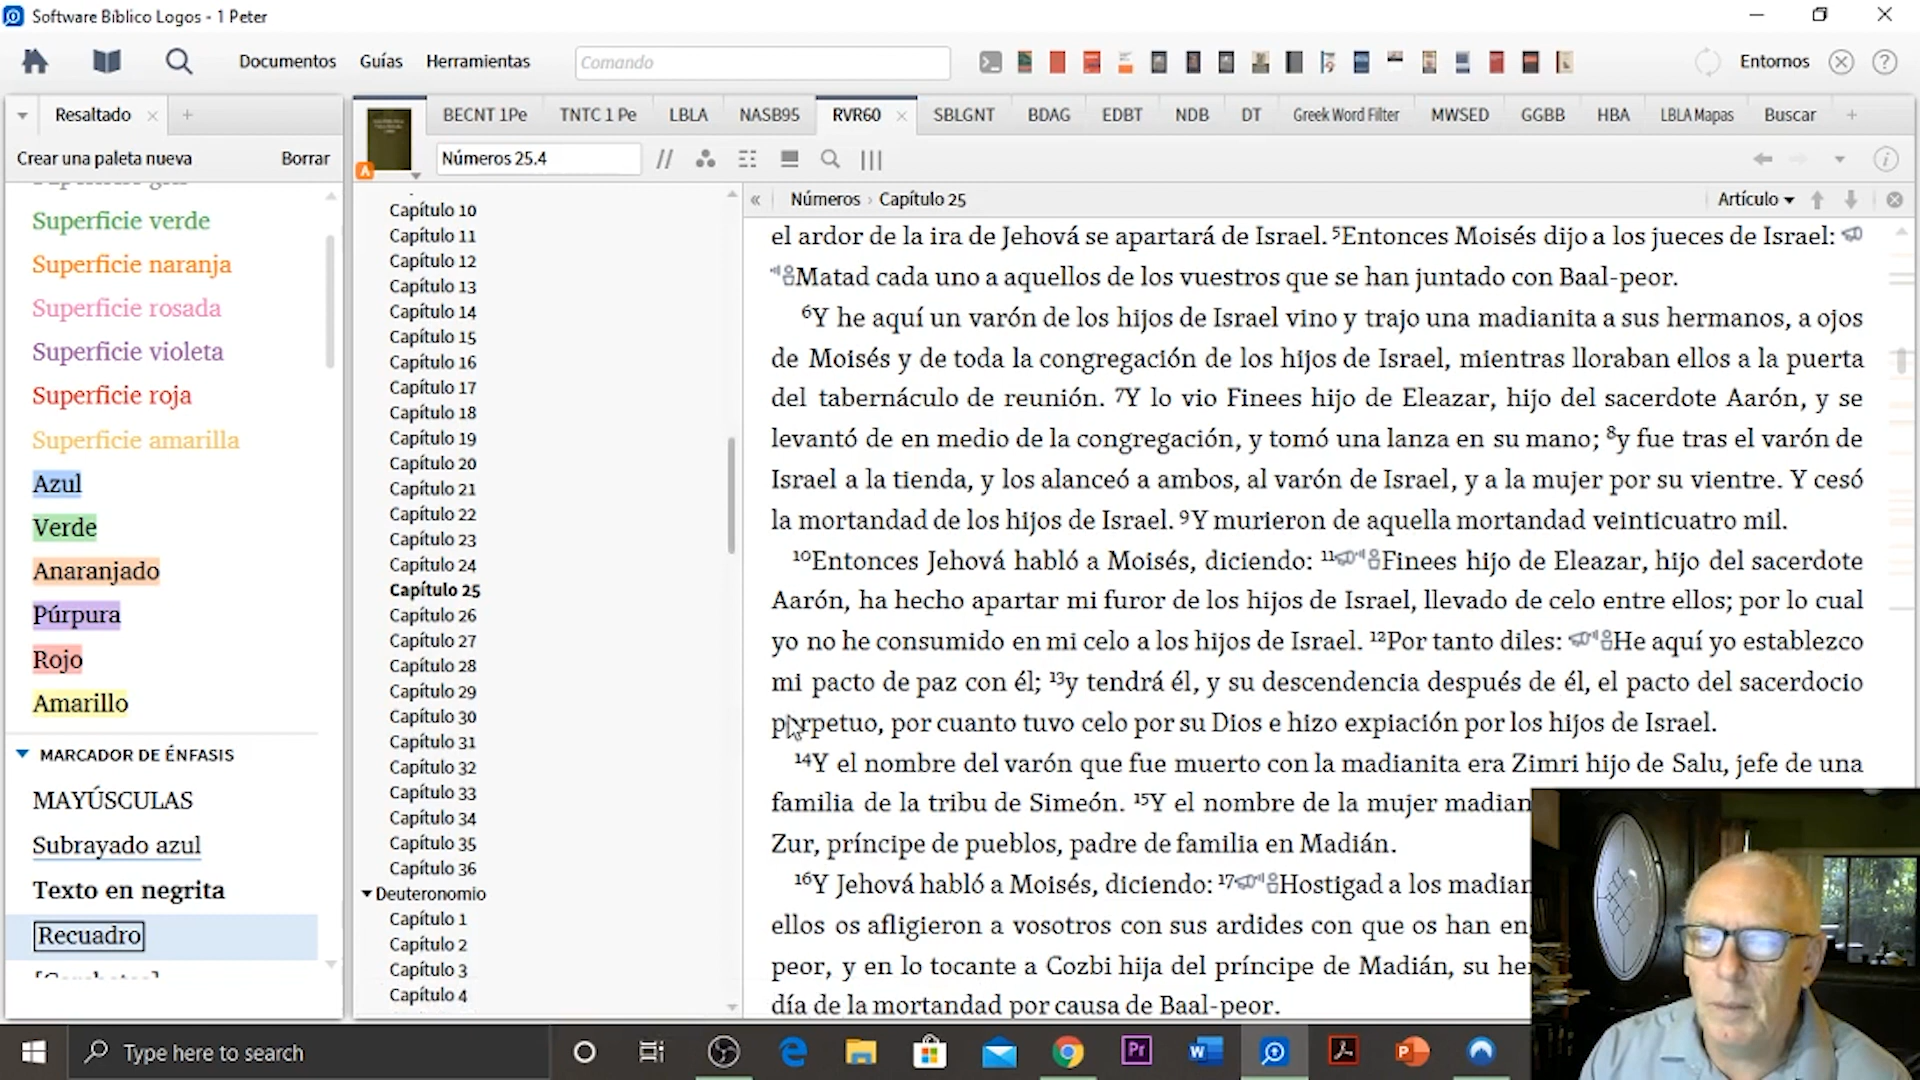 Software Bíblico Logos - 1 Peter
Documentos Guías Herramientas Comando Entornos
Resaltado
BECNT 1Pe TNTC 1 Pe LBLA NASB95 RVR60 SBLGNT BDAG EDBT NDB DT Greek Word Filter MWSED GGBB HBA LBLA Mapas Buscar
Crear una paleta nueva Borrar
Números 25.4
Superficie verde
Superficie naranja
Superficie rosada
Superficie violeta
Superficie roja
Superficie amarilla
Azul
Verde
Anaranjado
Púrpura
Rojo
Amarillo
MARCADOR DE ÉNFASIS
MAYÚSCULAS
Subrayado azul
Texto en negrita
Recuadro
Capítulo 10
Capítulo 11
Capítulo 12
Capítulo 13
Capítulo 14
Capítulo 15
Capítulo 16
Capítulo 17
Capítulo 18
Capítulo 19
Capítulo 20
Capítulo 21
Capítulo 22
Capítulo 23
Capítulo 24
Capítulo 25
Capítulo 26
Capítulo 27
Capítulo 28
Capítulo 29
Capítulo 30
Capítulo 31
Capítulo 32
Capítulo 33
Capítulo 34
Capítulo 35
Capítulo 36
Deuteronomio
Capítulo 1
Capítulo 2
Capítulo 3
Capítulo 4
« Números › Capítulo 25 Artículo
el ardor de la ira de Jehová se apartará de Israel. 5Entonces Moisés dijo a los jueces de Israel:
Matad cada uno a aquellos de los vuestros que se han juntado con Baal-peor.
6Y he aquí un varón de los hijos de Israel vino y trajo una madianita a sus hermanos, a ojos
de Moisés y de toda la congregación de los hijos de Israel, mientras lloraban ellos a la puerta
del tabernáculo de reunión. 7Y lo vio Finees hijo de Eleazar, hijo del sacerdote Aarón, y se
levantó de en medio de la congregación, y tomó una lanza en su mano; 8y fue tras el varón de
Israel a la tienda, y los alanceó a ambos, al varón de Israel, y a la mujer por su vientre. Y cesó
la mortandad de los hijos de Israel. 9Y murieron de aquella mortandad veinticuatro mil.
10Entonces Jehová habló a Moisés, diciendo: 11Finees hijo de Eleazar, hijo del sacerdote
Aarón, ha hecho apartar mi furor de los hijos de Israel, llevado de celo entre ellos; por lo cual
yo no he consumido en mi celo a los hijos de Israel. 12Por tanto diles: He aquí yo establezco
mi pacto de paz con él; 13y tendrá él, y su descendencia después de él, el pacto del sacerdocio
perpetuo, por cuanto tuvo celo por su Dios e hizo expiación por los hijos de Israel.
14Y el nombre del varón que fue muerto con la madianita era Zimri hijo de Salu, jefe de una
familia de la tribu de Simeón. 15Y el nombre de la mujer madian
Zur, príncipe de pueblos, padre de familia en Madián.
16Y Jehová habló a Moisés, diciendo: 17Hostigad a los madian
ellos os afligieron a vosotros con sus ardides con que os han en
peor, y en lo tocante a Cozbi hija del príncipe de Madián, su her
día de la mortandad por causa de Baal-peor.
Type here to search